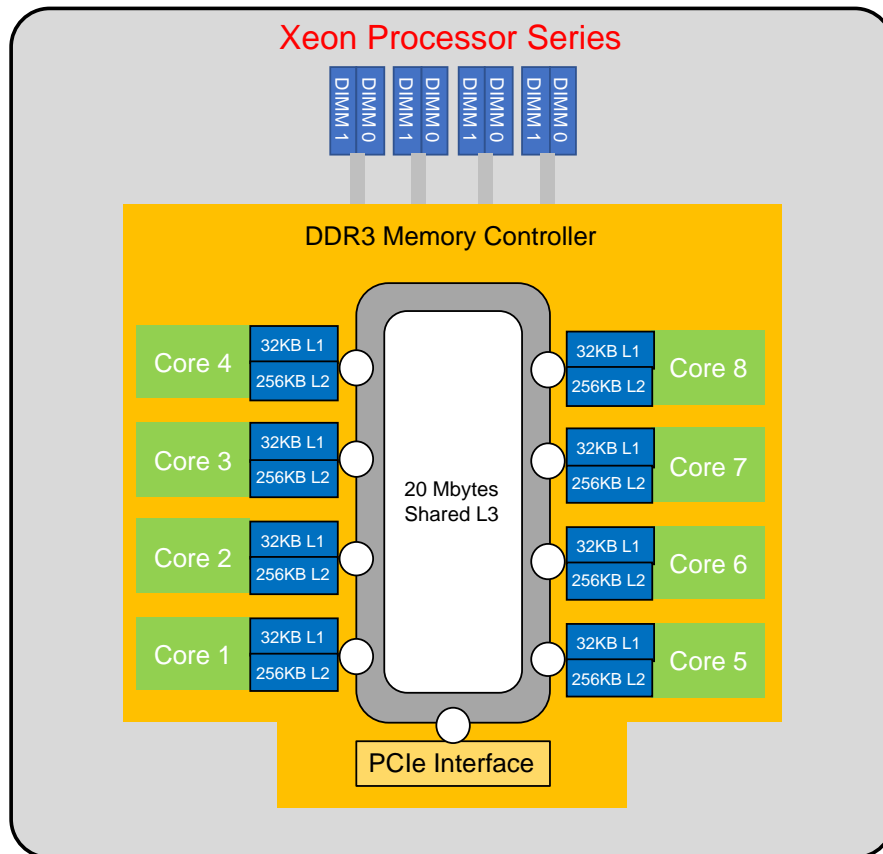 Xeon Processor Series
DIMM 1
DIMM 0
DIMM 1
DIMM 0
DIMM 1
DIMM 0
DIMM 1
DIMM 0
DDR3 Memory Controller
Core 4
32KB L1
256KB L2
Core 3
32KB L1
256KB L2
Core 2
32KB L1
256KB L2
Core 1
32KB L1
256KB L2
20 Mbytes
Shared L3
32KB L1
256KB L2
Core 8
32KB L1
256KB L2
Core 7
32KB L1
256KB L2
Core 6
32KB L1
256KB L2
Core 5
PCIe Interface